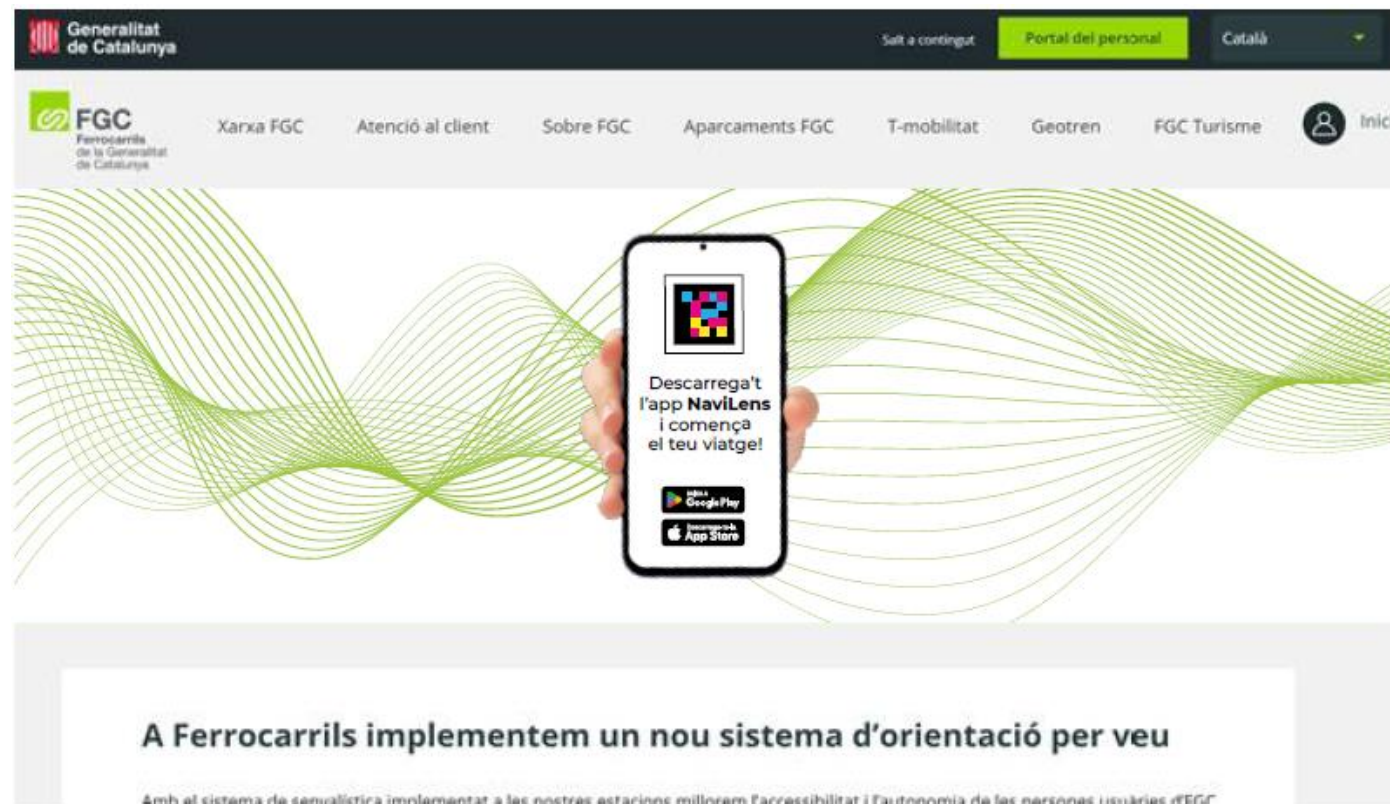 Generalitat
de Catalunya
Salt a contingut
Portal del personal
Català
FGC
Ferrocarrils
de la Generalitat
de Catalunya
Xarxa FGC
Atenció al client
Sobre FGC
Aparcaments FGC
T-mobilitat
Geotren
FGC Turisme
Inic
Descarrega't
l'app NaviLens
i comença
el teu viatge!
Google Play
App Store
A Ferrocarrils implementem un nou sistema d'orientació per veu
Amb el sistema de senyalística implementat a les nostres estacions millorem l'accessibilitat i l'autonomia de les persones usuàries d'FGC